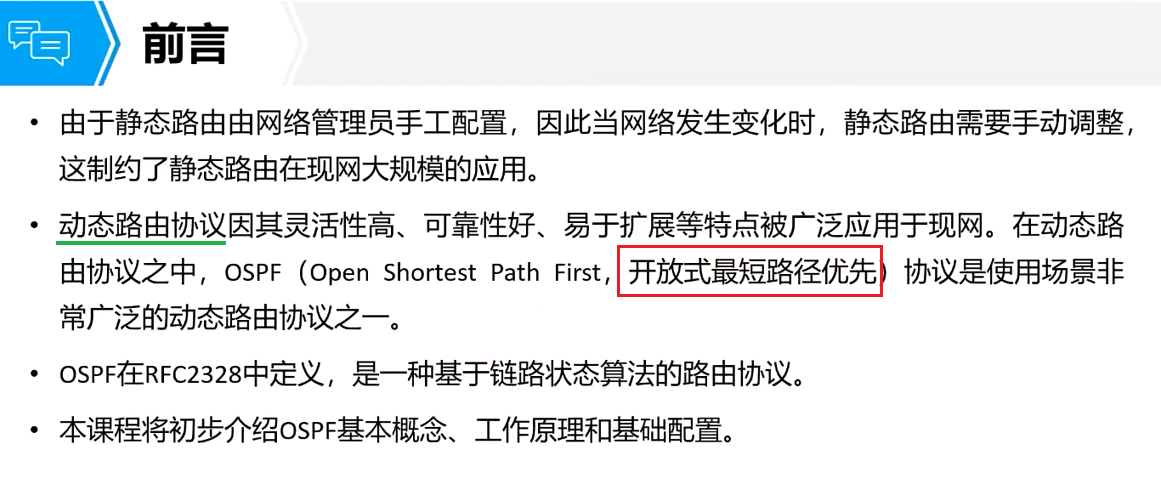 前言
• 由于静态路由由网络管理员手工配置，因此当网络发生变化时，静态路由需要手动调整，
这制约了静态路由在现网大规模的应用。
• 动态路由协议因其灵活性高、可靠性好、易于扩展等特点被广泛应用于现网。在动态路
由协议之中，OSPF（Open Shortest Path First，开放式最短路径优先）协议是使用场景非
常广泛的动态路由协议之一。
• OSPF在RFC2328中定义，是一种基于链路状态算法的路由协议。
• 本课程将初步介绍OSPF基本概念、工作原理和基础配置。